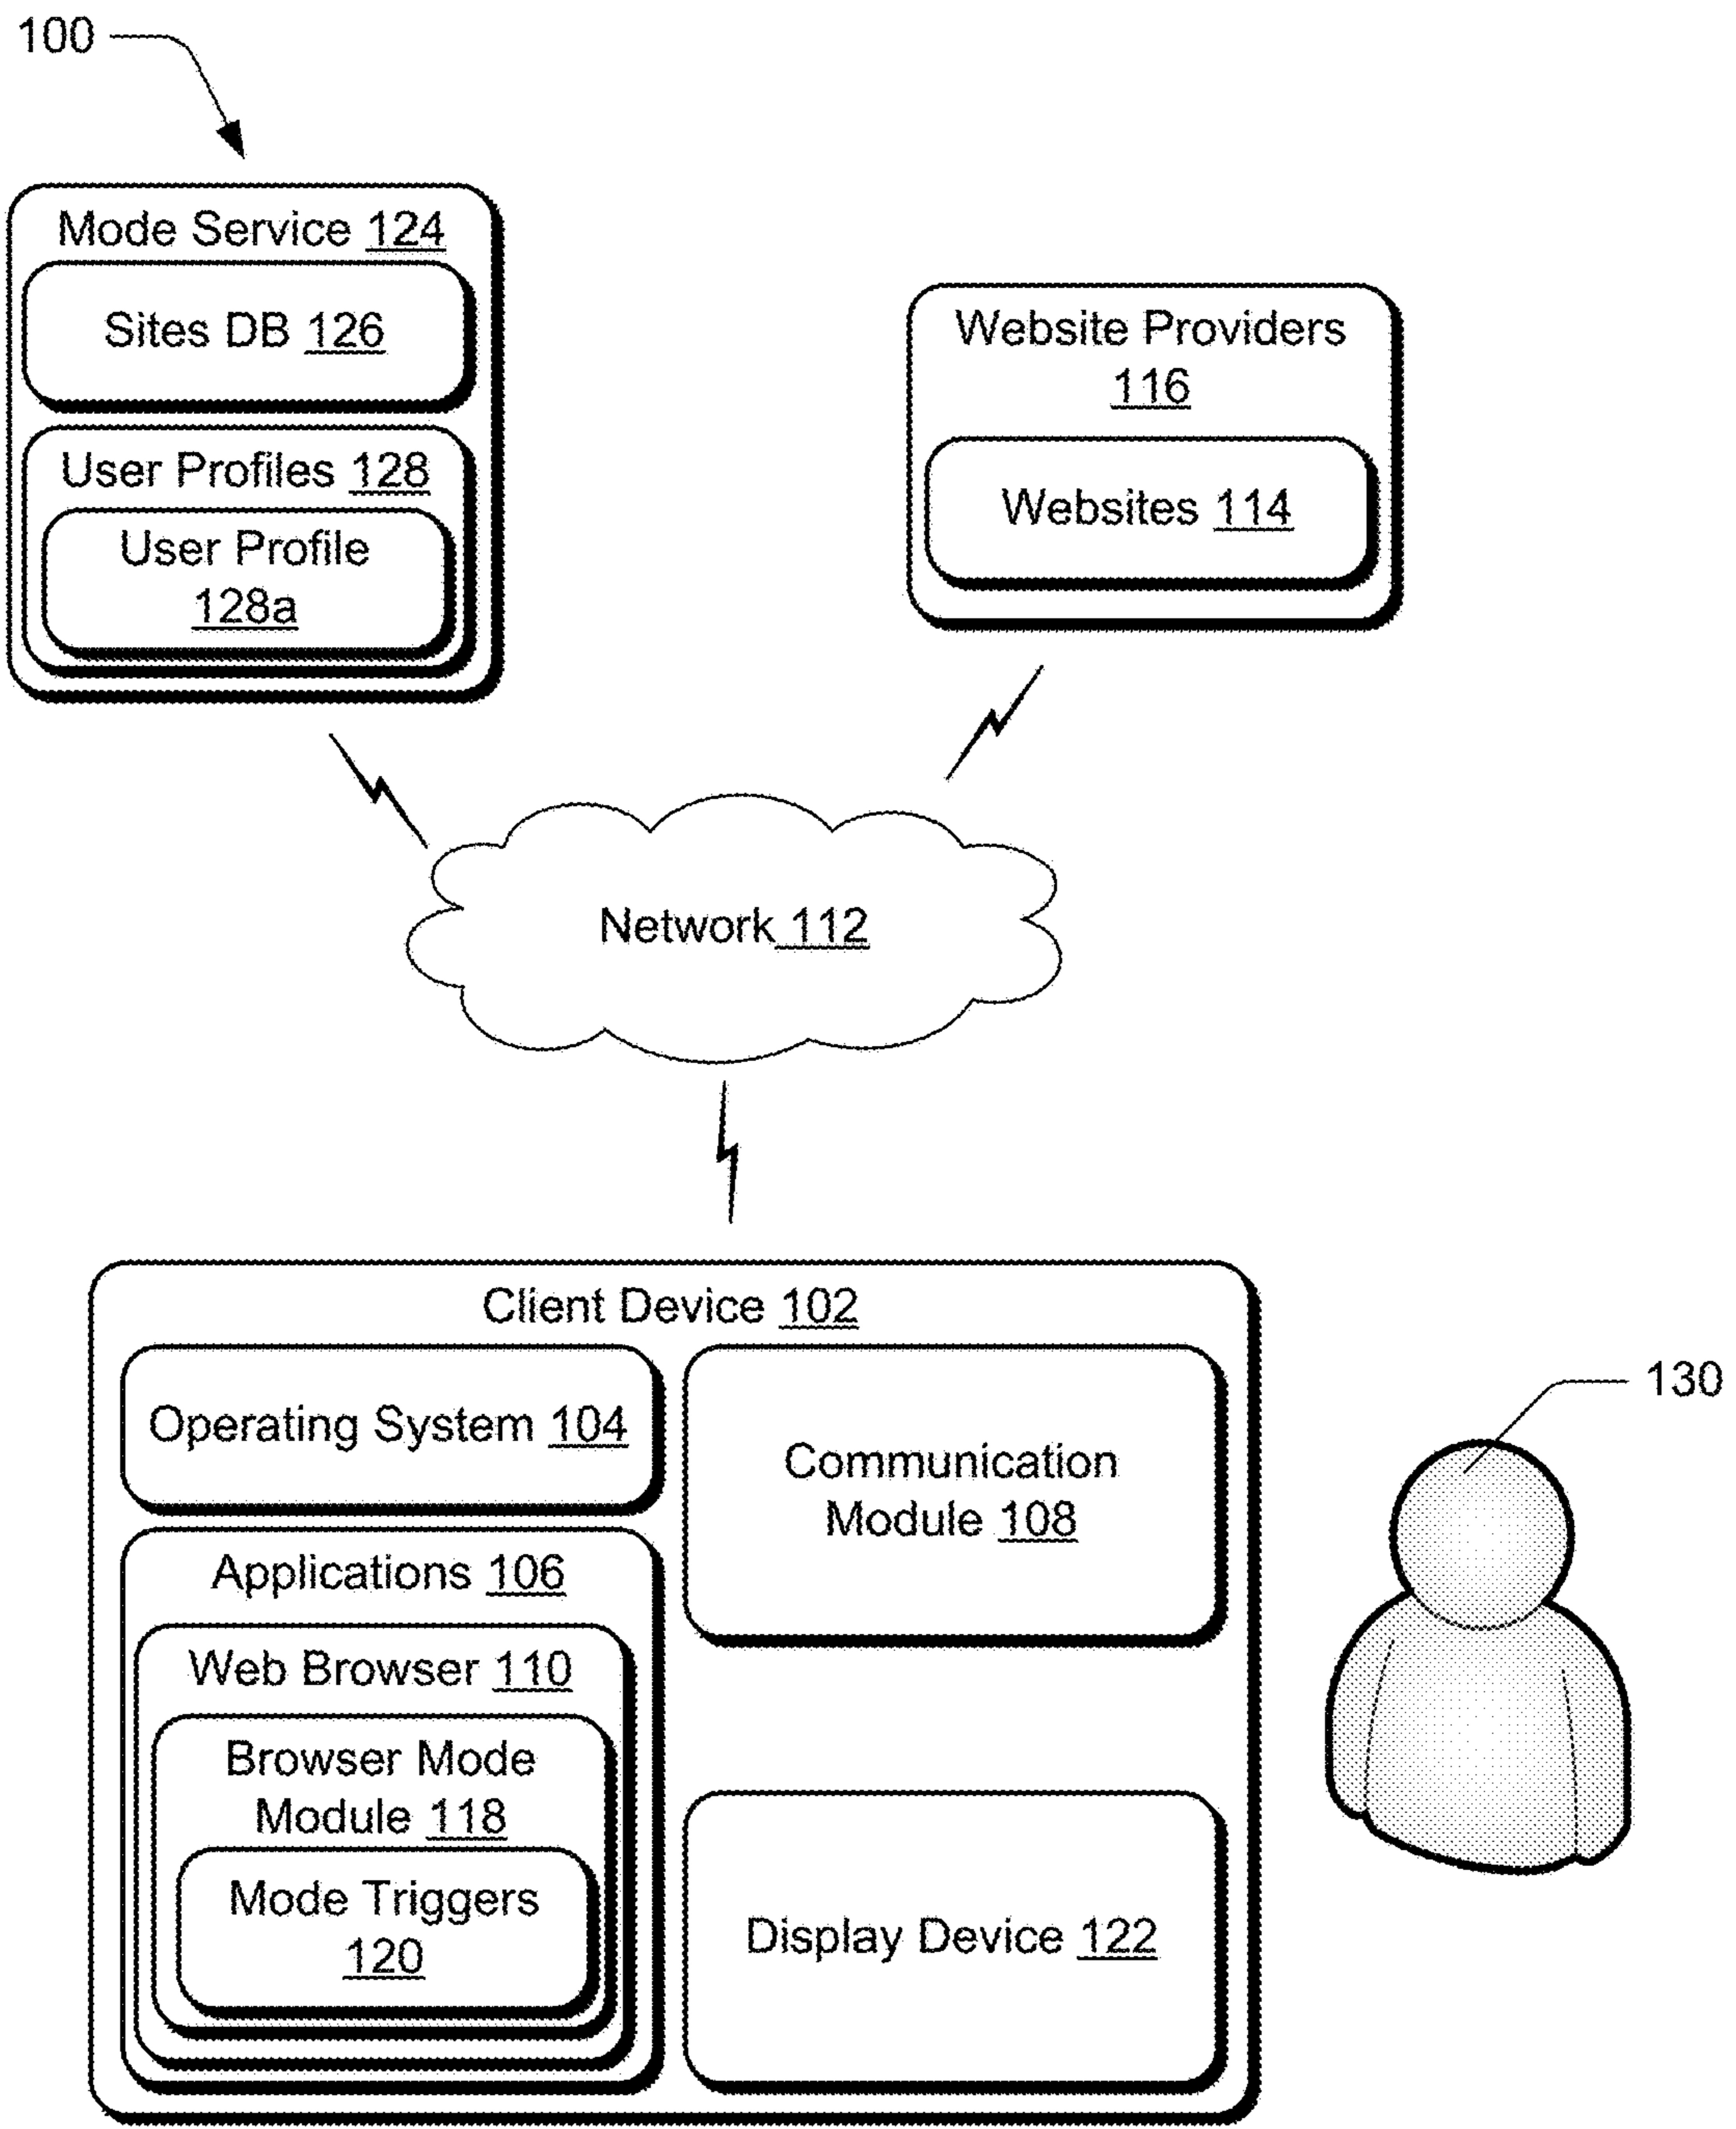 100
Mode Service 124
Sites DB 126
User Profiles 128
User Profile
128a
Website Providers
116
Websites 114
Network 112
Client Device 102
Operating System 104
Applications 106
Web Browser 110
Browser Mode
Module 118
Mode Triggers
120
Communication
Module 108
Display Device 122
130